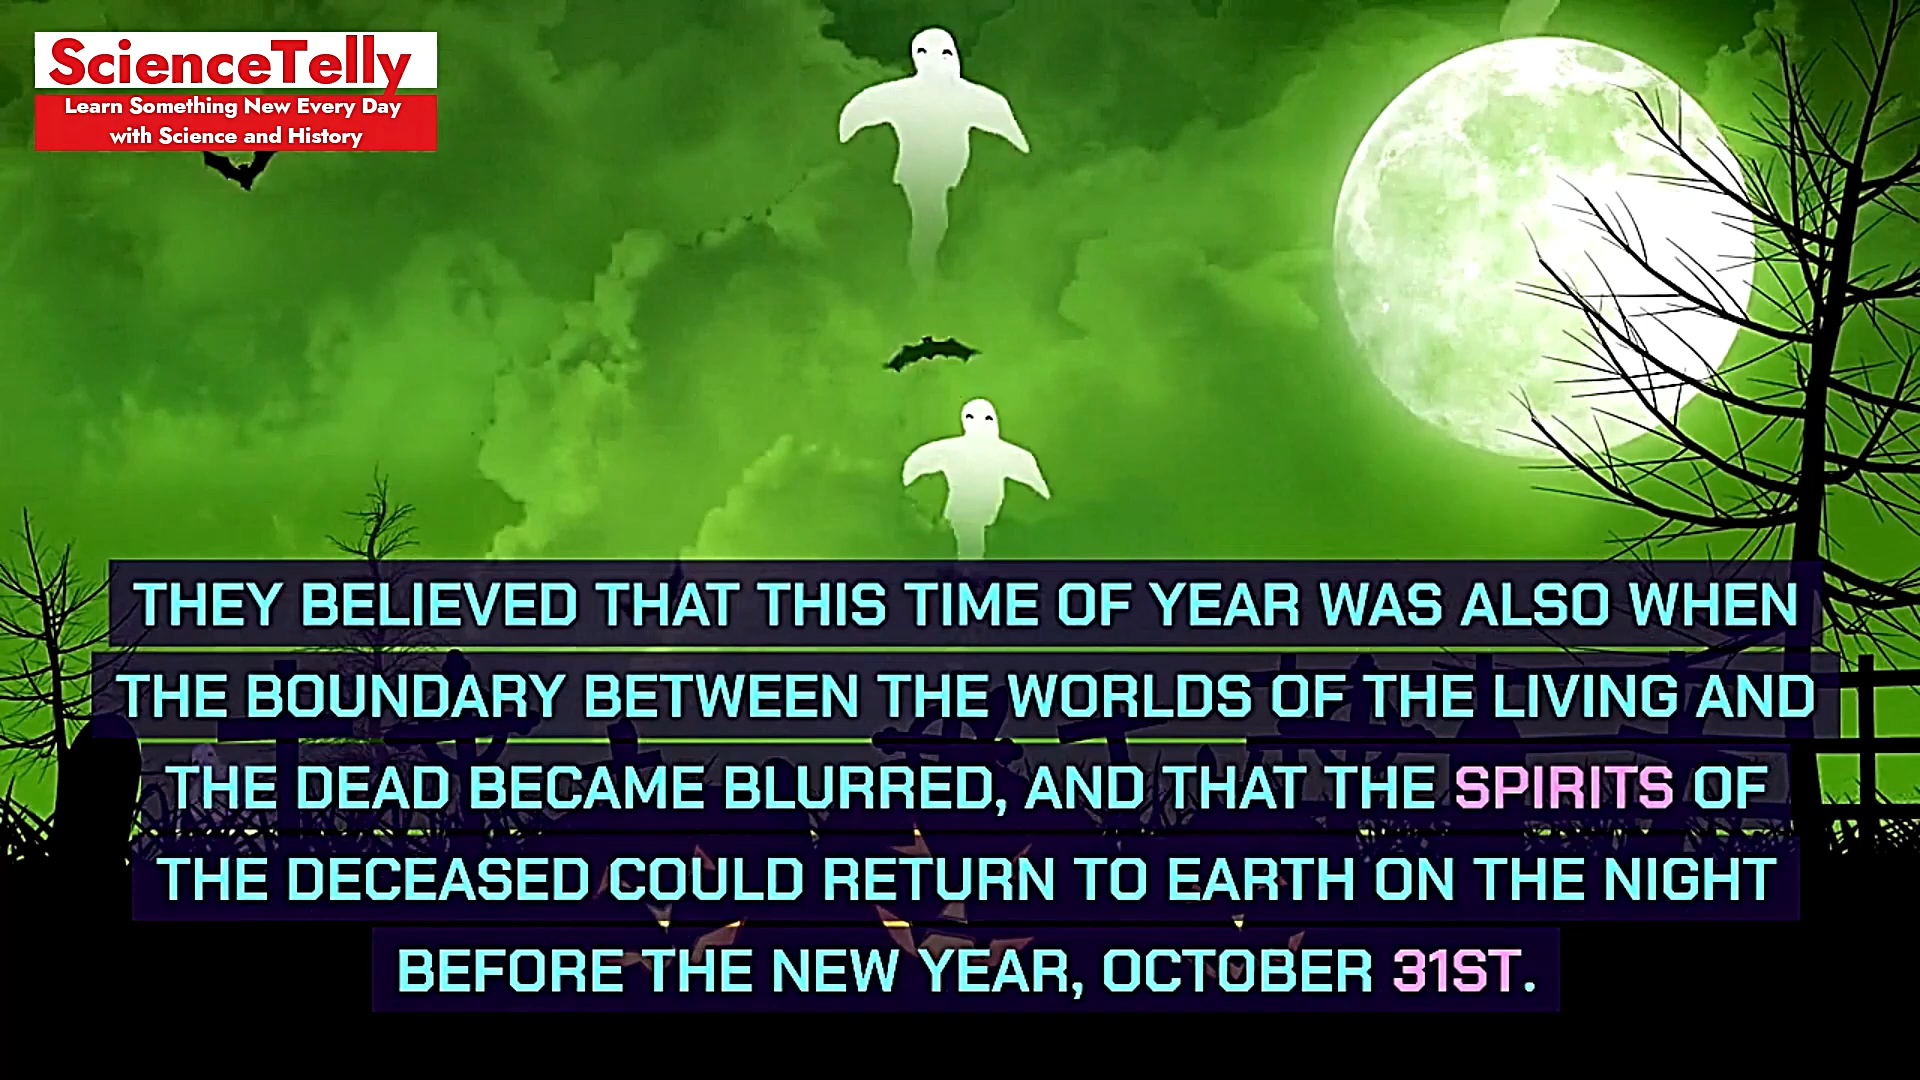 ScienceTelly
Learn Something New Every Day
with Science and History
THEY BELIEVED THAT THIS TIME OF YEAR WAS ALSO WHEN
THE BOUNDARY BETWEEN THE WORLDS OF THE LIVING AND
THE DEAD BECAME BLURRED, AND THAT THE SPIRITS OF
THE DECEASED COULD RETURN TO EARTH ON THE NIGHT
BEFORE THE NEW YEAR, OCTOBER 31ST.